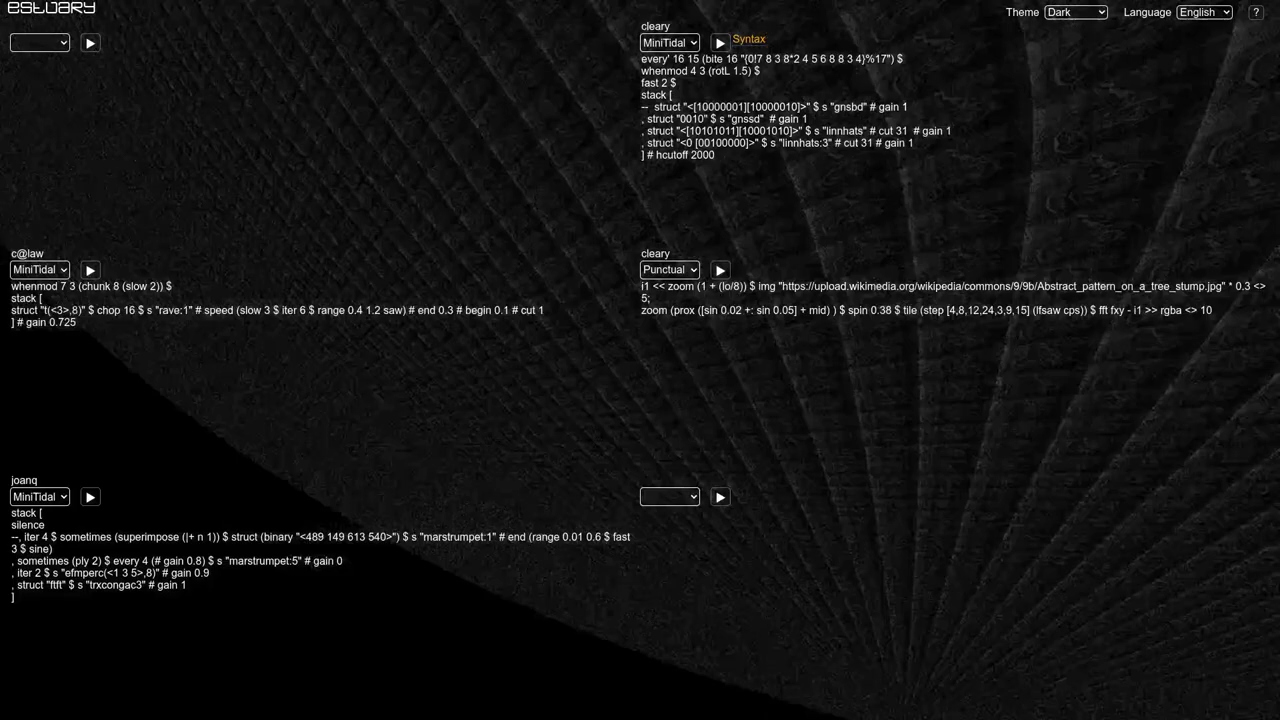 estuary
Theme Dark Language English ?
cleary
MiniTidal Syntax
every' 16 15 (bite 16 "{0!7 8 3 8*2 4 5 6 8 8 3 4}%17") $
whenmod 4 3 (rotL 1.5) $
fast 2 $
stack [
-- struct "<[10000001][10000010]>" $ s "gnsbd" # gain 1
, struct "0010" $ s "gnssd" # gain 1
, struct "<[10101011][10001010]>" $ s "linnhats" # cut 31 # gain 1
, struct "<0 [00100000]>" $ s "linnhats:3" # cut 31 # gain 1
] # hcutoff 2000
c@law
MiniTidal
whenmod 7 3 (chunk 8 (slow 2)) $
stack [
struct "t(<3>,8)" $ chop 16 $ s "rave:1" # speed (slow 3 $ iter 6 $ range 0.4 1.2 saw) # end 0.3 # begin 0.1 # cut 1
] # gain 0.725
cleary
Punctual
i1 << zoom (1 + (lo/8)) $ img "https://upload.wikimedia.org/wikipedia/commons/9/9b/Abstract_pattern_on_a_tree_stump.jpg" * 0.3 <>
5;
zoom (prox ([sin 0.02 +: sin 0.05] + mid) ) $ spin 0.38 $ tile (step [4,8,12,24,3,9,15] (lfsaw cps)) $ fft fxy - i1 >> rgba <> 10
joanq
MiniTidal
stack [
silence
--, iter 4 $ sometimes (superimpose (|+ n 1)) $ struct (binary "<489 149 613 540>") $ s "marstrumpet:1" # end (range 0.01 0.6 $ fast
3 $ sine)
, sometimes (ply 2) $ every 4 (# gain 0.8) $ s "marstrumpet:5" # gain 0
, iter 2 $ s "efmperc(<1 3 5>,8)" # gain 0.9
, struct "ftft" $ s "trxcongac3" # gain 1
]